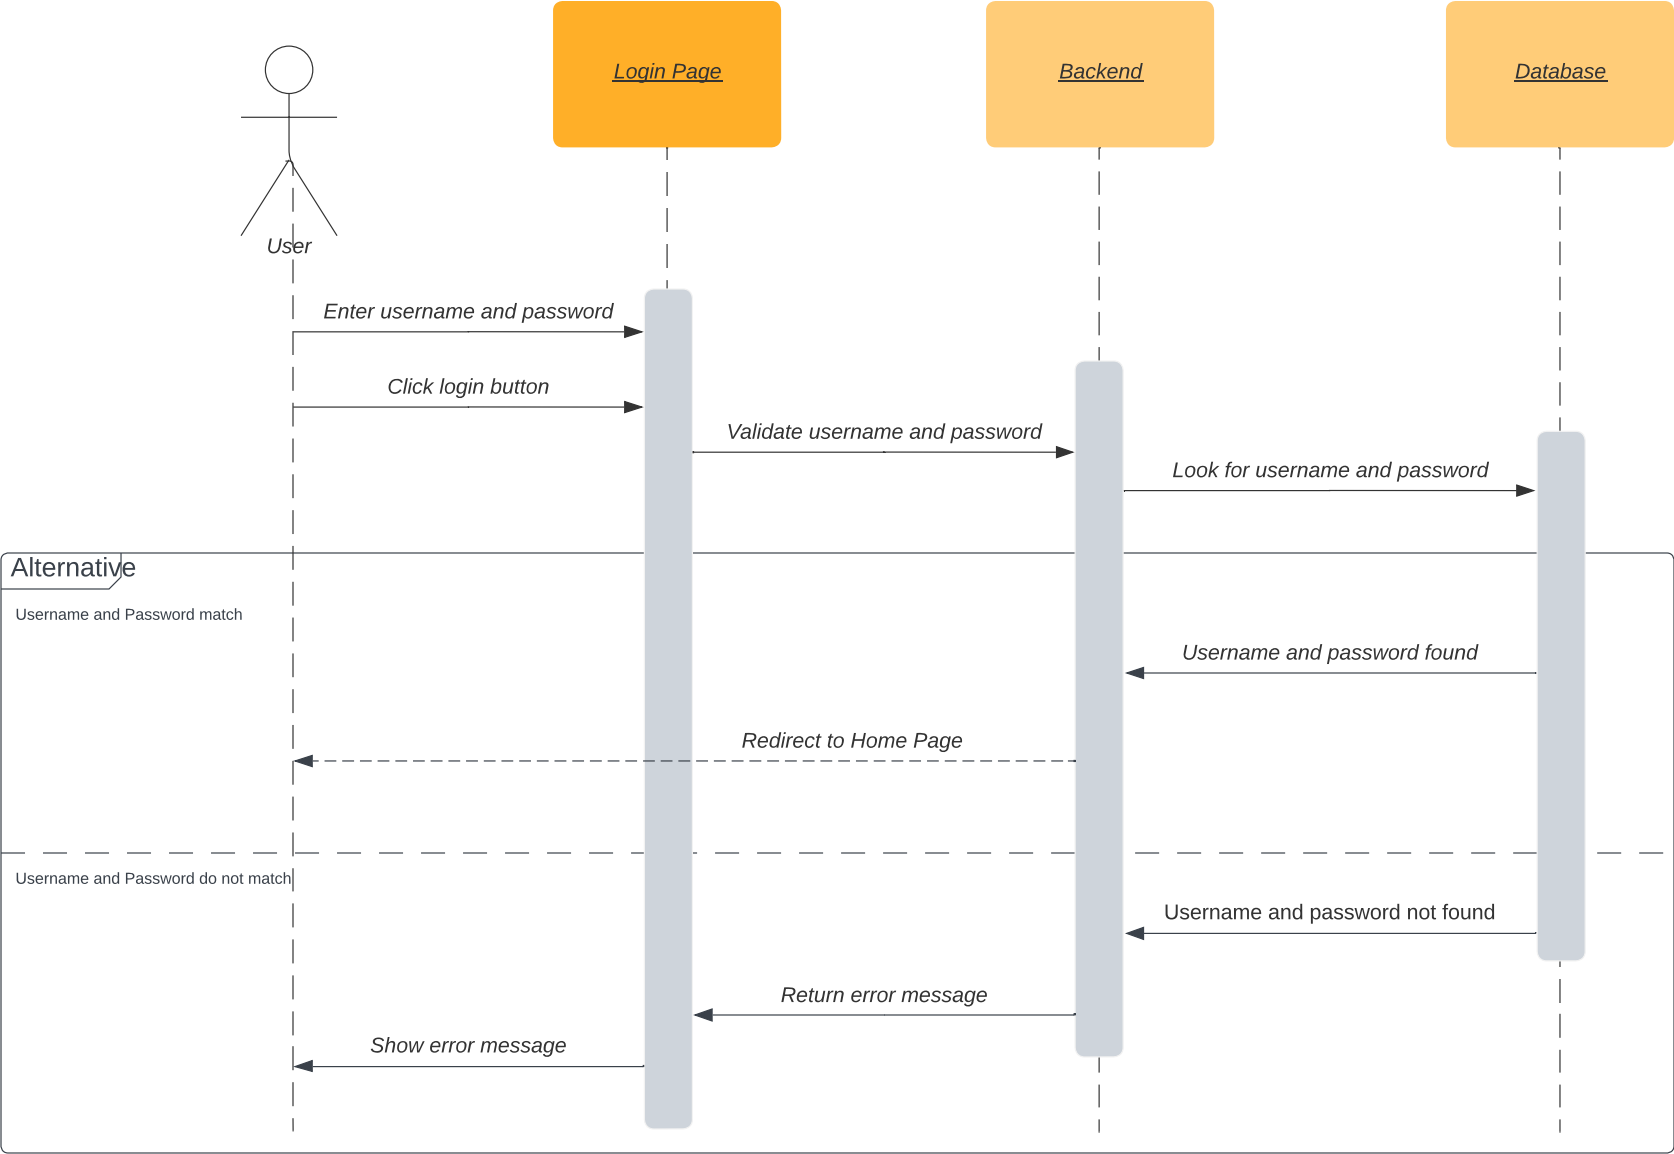 Login Page
Backend
Database
User
Enter username and password
Click login button
Validate username and password
Look for username and password
Alternative
Username and Password match
Username and password found
Redirect to Home Page
Username and Password do not match
Username and password not found
Return error message
Show error message